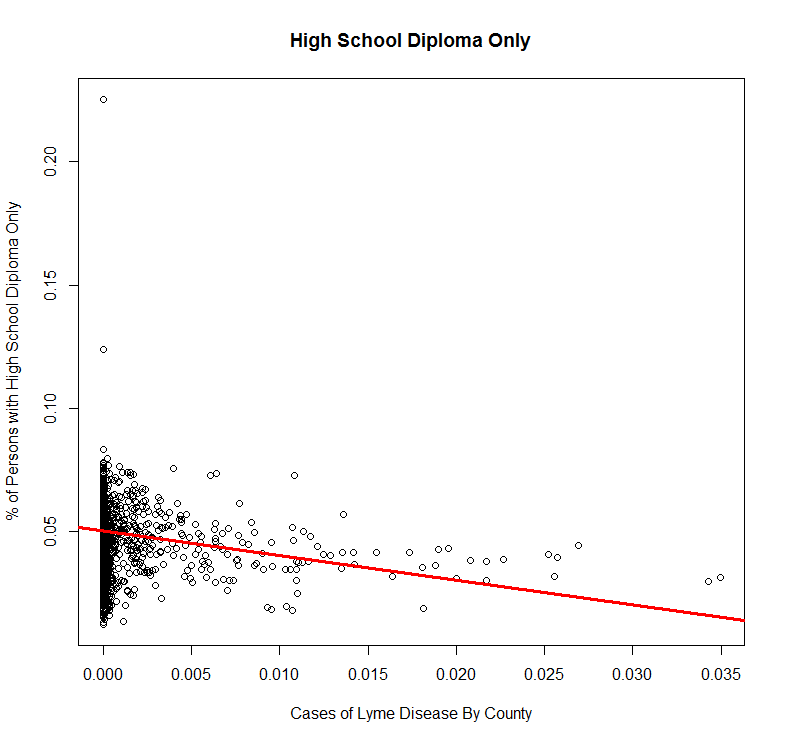 High School Diploma Only
% of Persons with High School Diploma Only
0.20
0.15
0.10
0.05
0.000 0.005 0.010 0.015 0.020 0.025 0.030 0.035
Cases of Lyme Disease By County